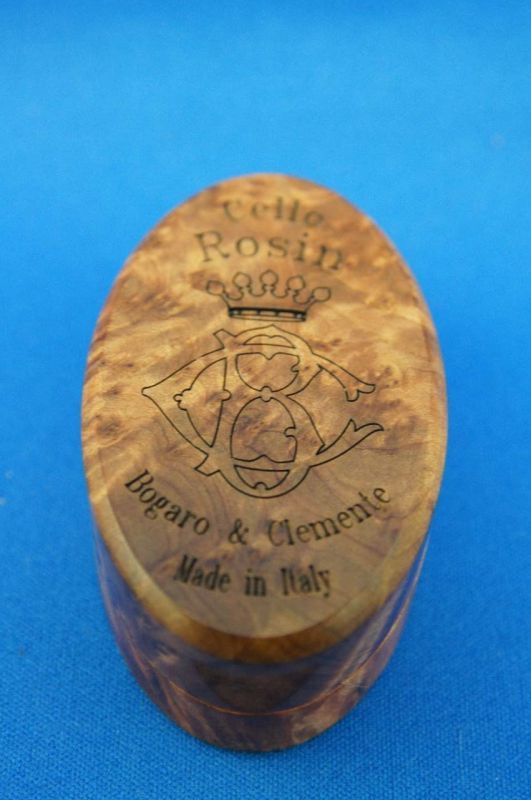 Cello
Rosin
Bogaro & Clemente
Made in Italy